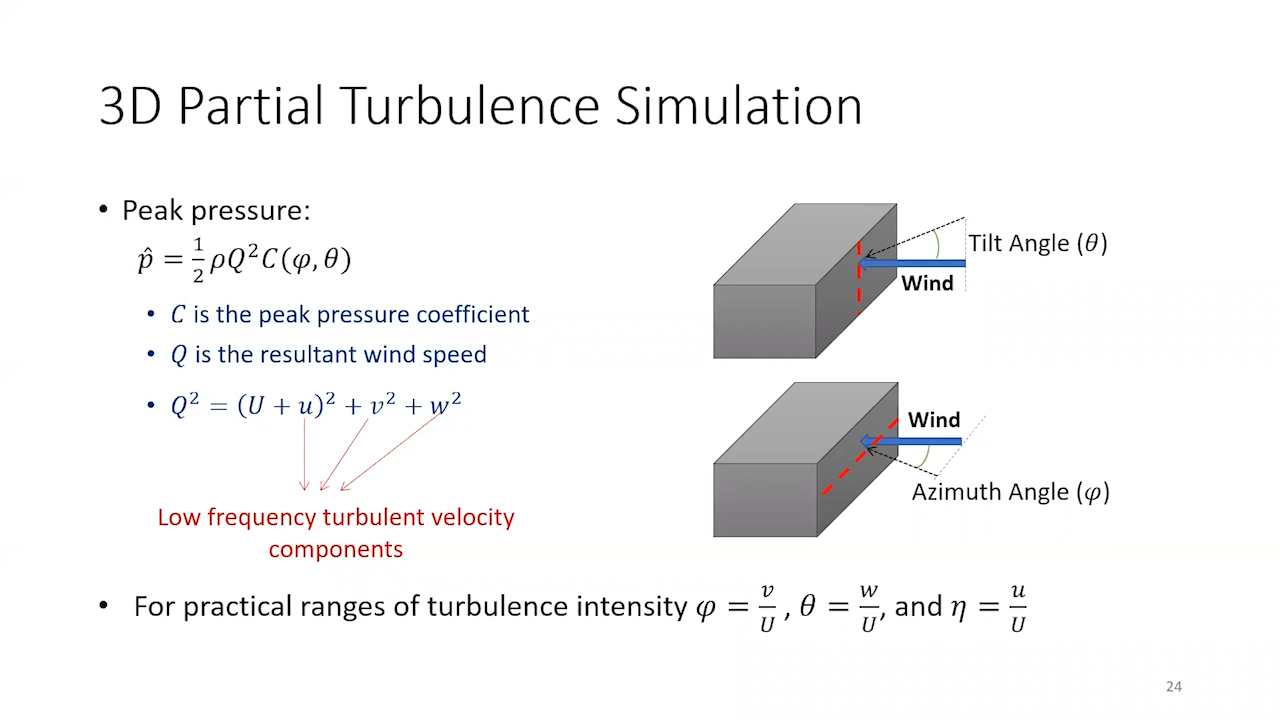 3D Partial Turbulence Simulation
• Peak pressure:
p̂ = 1/2 ρQ²C(φ, θ)
• C is the peak pressure coefficient
• Q is the resultant wind speed
• Q² = (U + u)² + v² + w²
Low frequency turbulent velocity
components
Tilt Angle (θ)
Wind
Wind
Azimuth Angle (φ)
• For practical ranges of turbulence intensity φ = v/U , θ = w/U, and η = u/U
24